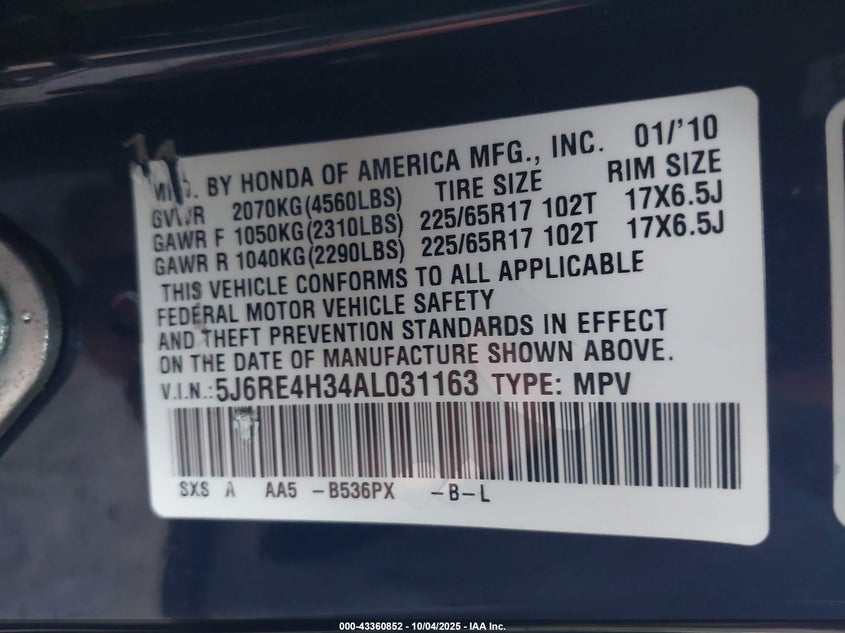 MFD. BY HONDA OF AMERICA MFG., INC. 01/'10
GVWR 2070KG(4560LBS) TIRE SIZE RIM SIZE
GAWR F 1050KG(2310LBS) 225/65R17 102T 17X6.5J
GAWR R 1040KG(2290LBS) 225/65R17 102T 17X6.5J
THIS VEHICLE CONFORMS TO ALL APPLICABLE
FEDERAL MOTOR VEHICLE SAFETY
AND THEFT PREVENTION STANDARDS IN EFFECT
ON THE DATE OF MANUFACTURE SHOWN ABOVE.
V.I.N.:5J6RE4H34AL031163 TYPE: MPV
SXS A AA5 -B536PX -B-L
000-43360852 - 10/04/2025 - IAA Inc.